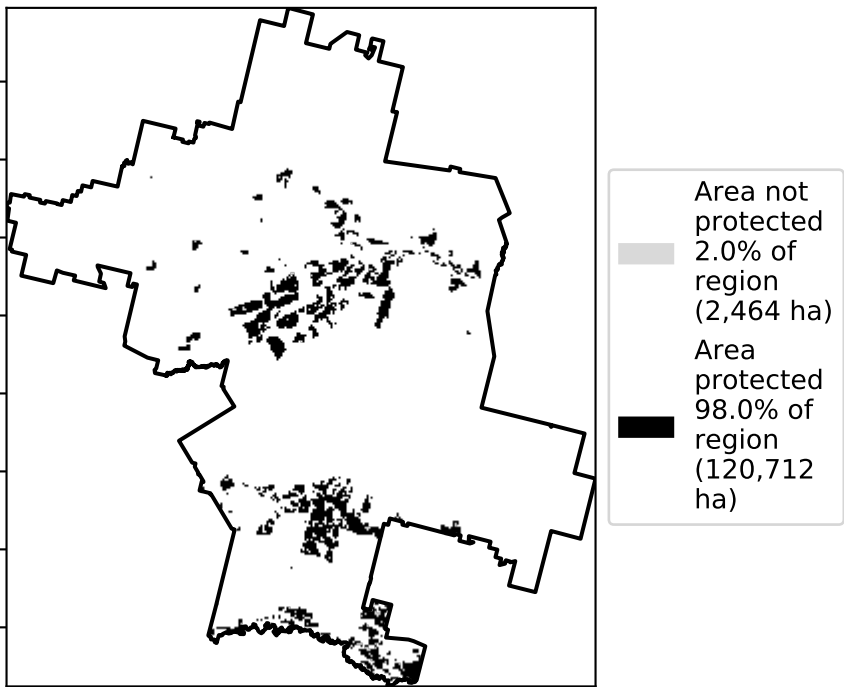 Area not
protected
2.0% of
region
(2,464 ha)
Area
protected
98.0% of
region
(120,712
ha)